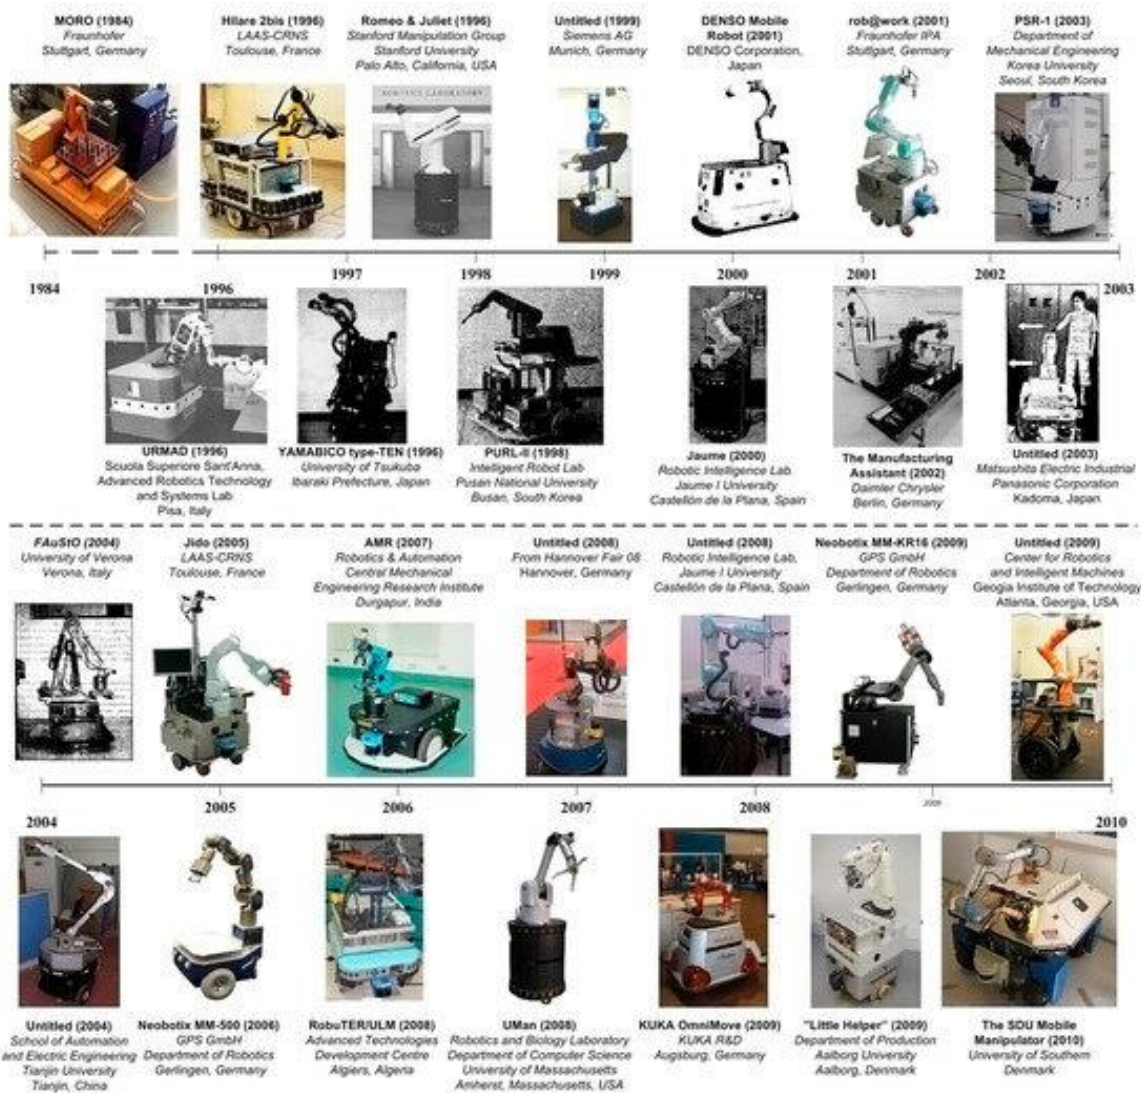 MORO (1984)
Fraunhofer
Stuttgart, Germany
Hilare 2bis (1996)
LAAS-CRNS
Toulouse, France
Romeo & Juliet (1996)
Stanford Manipulation Group
Stanford University
Palo Alto, California, USA
Untitled (1999)
Siemens AG
Munich, Germany
DENSO Mobile
Robot (2001)
DENSO Corporation,
Japan
rob@work (2001)
Fraunhofer IPA
Stuttgart, Germany
PSR-1 (2003)
Department of
Mechanical Engineering
Korea University
Seoul, South Korea
ROBOTICS LABORATORY
1984
1996
1997
1998
1999
2000
2001
2002
2003
URMAD (1996)
Scuola Superiore Sant'Anna,
Advanced Robotics Technology
and Systems Lab
Pisa, Italy
YAMABICO type-TEN (1996)
University of Tsukuba
Ibaraki Prefecture, Japan
PURL-II (1998)
Intelligent Robot Lab
Pusan National University
Busan, South Korea
Jaume (2000)
Robotic Intelligence Lab.
Jaume I University
Castellón de la Plana, Spain
The Manufacturing
Assistant (2002)
Daimler Chrysler
Berlin, Germany
Untitled (2003)
Matsushita Electric Industrial
Panasonic Corporation
Kadoma, Japan
FAuStO (2004)
University of Verona
Verona, Italy
Jido (2005)
LAAS-CRNS
Toulouse, France
AMR (2007)
Robotics & Automation
Central Mechanical
Engineering Research Institute
Durgapur, India
Untitled (2008)
From Hannover Fair 08
Hannover, Germany
Untitled (2008)
Robotic Intelligence Lab,
Jaume I University
Castellón de la Plana, Spain
Neobotix MM-KR16 (2009)
GPS GmbH
Department of Robotics
Gerlingen, Germany
Untitled (2009)
Center for Robotics
and Intelligent Machines
Geogia Institute of Technology
Atlanta, Georgia, USA
2004
2005
2006
2007
2008
2009
2010
Untitled (2004)
School of Automation
and Electric Engineering
Tianjin University
Tianjin, China
Neobotix MM-500 (2006)
GPS GmbH
Department of Robotics
Gerlingen, Germany
RobuTER/ULM (2008)
Advanced Technologies
Development Centre
Algiers, Algeria
UMan (2008)
Robotics and Biology Laboratory
Department of Computer Science
University of Massachusetts
Amherst, Massachusetts, USA
KUKA OmniMove (2009)
KUKA R&D
Augsburg, Germany
"Little Helper" (2009)
Department of Production
Aalborg University
Aalborg, Denmark
The SDU Mobile
Manipulator (2010)
University of Southern
Denmark